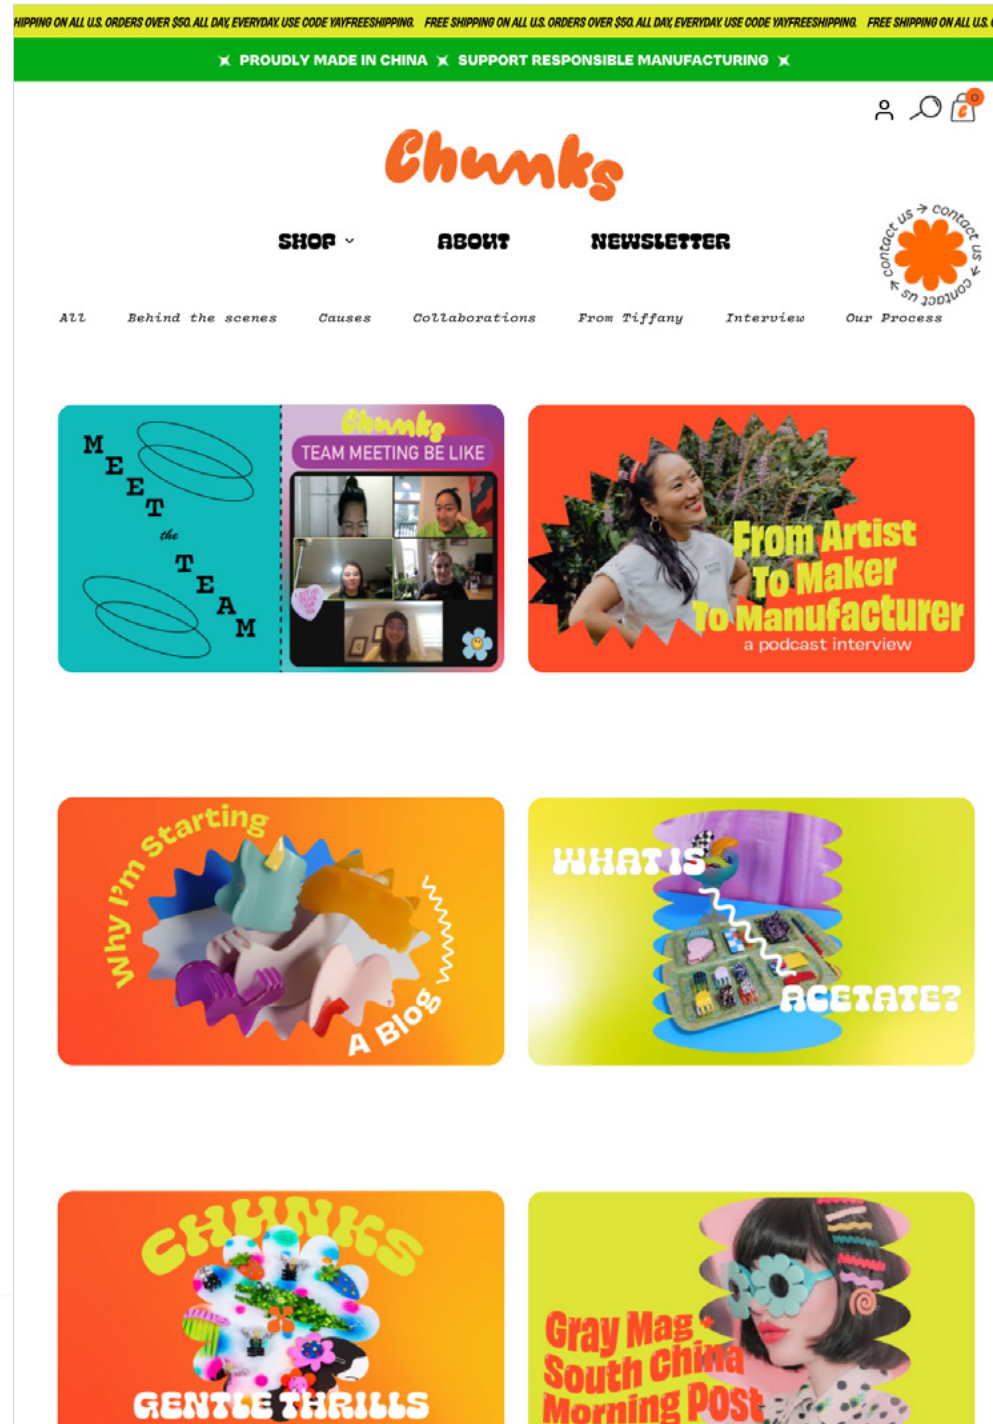 HIPPING ON ALL U.S. ORDERS OVER $50. ALL DAY, EVERYDAY. USE CODE YAYFREESHIPPING. FREE SHIPPING ON ALL U.S. ORDERS OVER $50. ALL DAY, EVERYDAY. USE CODE YAYFREESHIPPING. FREE SHIPPING ON ALL U.S.
PROUDLY MADE IN CHINA SUPPORT RESPONSIBLE MANUFACTURING
0
Chunks
SHOP ABOUT NEWSLETTER
contact us → contact us → contact us → contact us →
All Behind the scenes Causes Collaborations From Tiffany Interview Our Process
MEET
the
TEAM
Chunks
TEAM MEETING BE LIKE
From Artist
To Maker
To Manufacturer
a podcast interview
Why I'm Starting
A Blog
WHAT IS
ACETATE?
CHUNKS
GENTLE THRILLS
Gray Mag +
South China
Morning Post